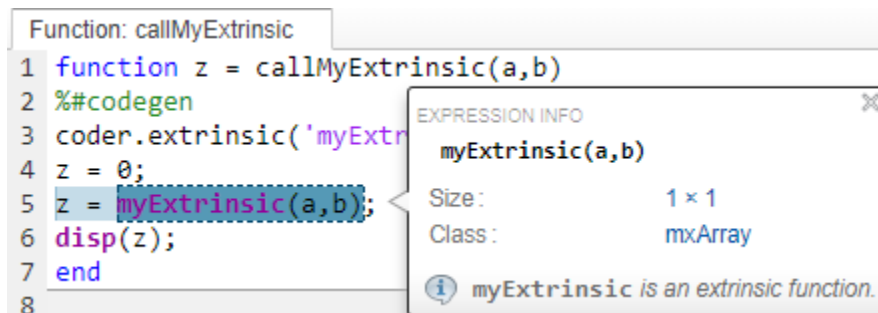 Function: callMyExtrinsic
1 function z = callMyExtrinsic(a,b)
2 %#codegen
3 coder.extrinsic('myExtr
4 z = 0;
5 z = myExtrinsic(a,b);
6 disp(z);
7 end
8
EXPRESSION INFO
myExtrinsic(a,b)
Size: 1 × 1
Class: mxArray
myExtrinsic is an extrinsic function.